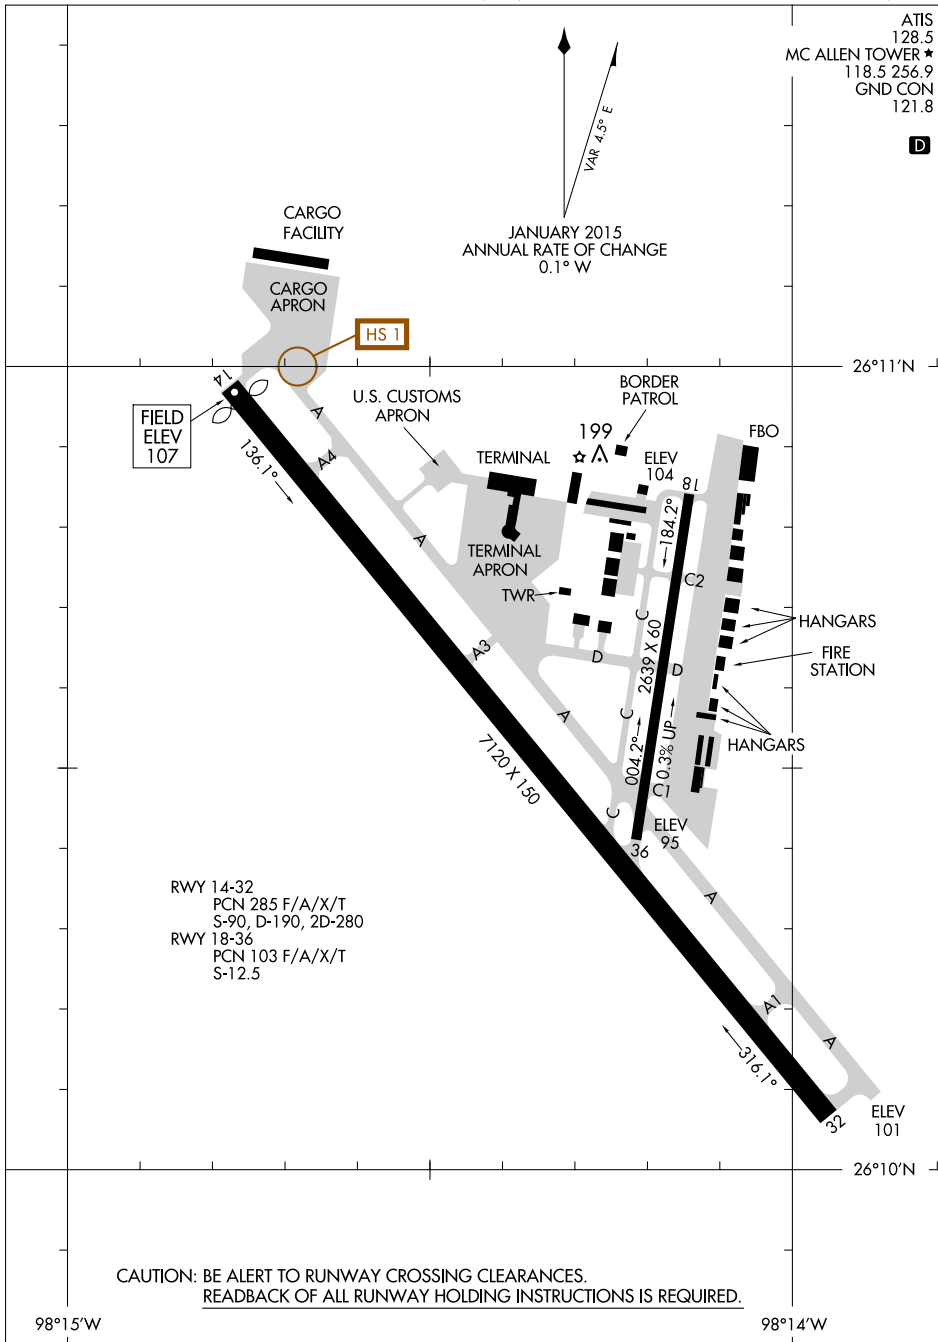 ATIS
128.5
MC ALLEN TOWER ★
118.5 256.9
GND CON
121.8
D
VAR 4.5° E
JANUARY 2015
ANNUAL RATE OF CHANGE
0.1° W
CARGO
FACILITY
CARGO
APRON
HS 1
26°11'N
14
FIELD
ELEV
107
136.1°
A
A4
U.S. CUSTOMS
APRON
BORDER
PATROL
199
TERMINAL
ELEV
104
FBO
18
184.2°
A
TERMINAL
APRON
TWR
C2
C
HANGARS
2639 X 60
FIRE
STATION
A3
D
D
C
A
HANGARS
004.2°
0.3% UP
7120 X 150
C1
C
ELEV
95
36
A
RWY 14-32
PCN 285 F/A/X/T
S-90, D-190, 2D-280
RWY 18-36
PCN 103 F/A/X/T
S-12.5
A1
A
316.1°
32
ELEV
101
26°10'N
CAUTION: BE ALERT TO RUNWAY CROSSING CLEARANCES.
READBACK OF ALL RUNWAY HOLDING INSTRUCTIONS IS REQUIRED.
98°15'W
98°14'W